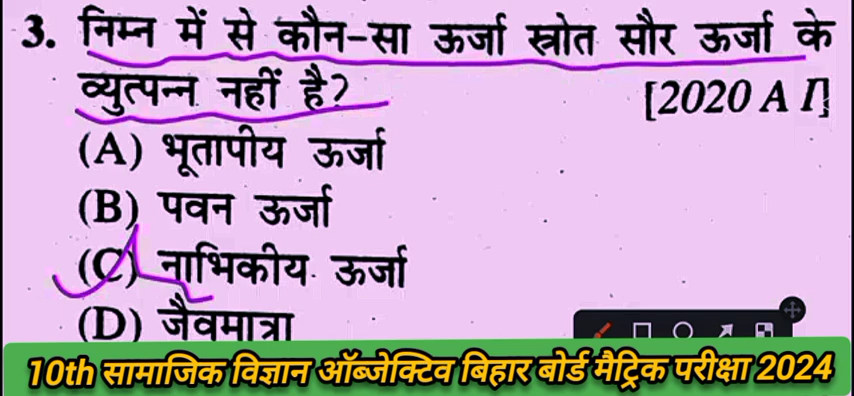 3. निम्न में से कौन-सा ऊर्जा स्त्रोत सौर ऊर्जा के
व्युत्पन्न नहीं है? [2020 A I]
(A) भूतापीय ऊर्जा
(B) पवन ऊर्जा
(C) नाभिकीय ऊर्जा
(D) जैवमात्रा
10th सामाजिक विज्ञान ऑब्जेक्टिव बिहार बोर्ड मैट्रिक परीक्षा 2024